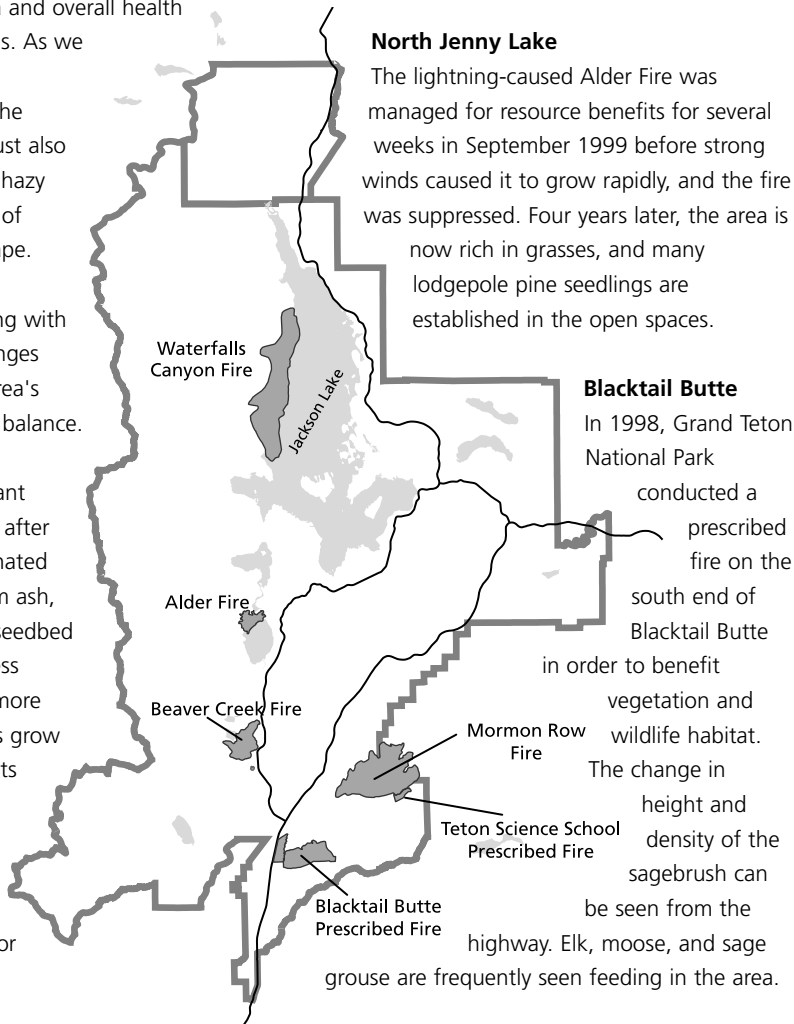 and overall health
s. As we
he
ust also
hazy
of
ape.
ng with
nges
rea's
balance.
ant
after
nated
m ash,
seedbed
ess
more
s grow
ts
or
North Jenny Lake
The lightning-caused Alder Fire was
managed for resource benefits for several
weeks in September 1999 before strong
winds caused it to grow rapidly, and the fire
was suppressed. Four years later, the area is
now rich in grasses, and many
lodgepole pine seedlings are
established in the open spaces.
Waterfalls
Canyon Fire
Jackson Lake
Alder Fire
Beaver Creek Fire
Mormon Row
Fire
Teton Science School
Prescribed Fire
Blacktail Butte
Prescribed Fire
Blacktail Butte
In 1998, Grand Teton
National Park
conducted a
prescribed
fire on the
south end of
Blacktail Butte
in order to benefit
vegetation and
wildlife habitat.
The change in
height and
density of the
sagebrush can
be seen from the
highway. Elk, moose, and sage
grouse are frequently seen feeding in the area.